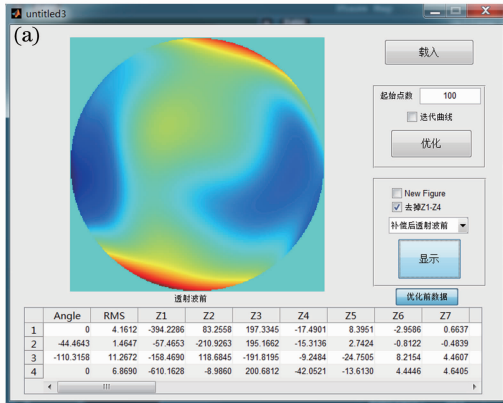 untitled3
(a)
载入
起始点数 100
迭代曲线
优化
New Figure
去掉Z1-Z4
补偿后透射波前
显示
透射波前
优化前数据
Angle RMS Z1 Z2 Z3 Z4 Z5 Z6 Z7
1 0 4.1612 -394.2286 83.2558 197.3345 -17.4901 8.3951 -2.9586 0.6637
2 -44.4643 1.4647 -57.4653 -210.9263 195.1662 -15.3136 2.7424 -0.8122 -0.4839
3 -110.3158 11.2672 -158.4690 118.6845 -191.8195 -9.2484 -24.7505 8.2154 4.4607
4 0 6.8690 -610.1628 -8.9860 200.6812 -42.0521 -13.6130 4.4446 4.6405